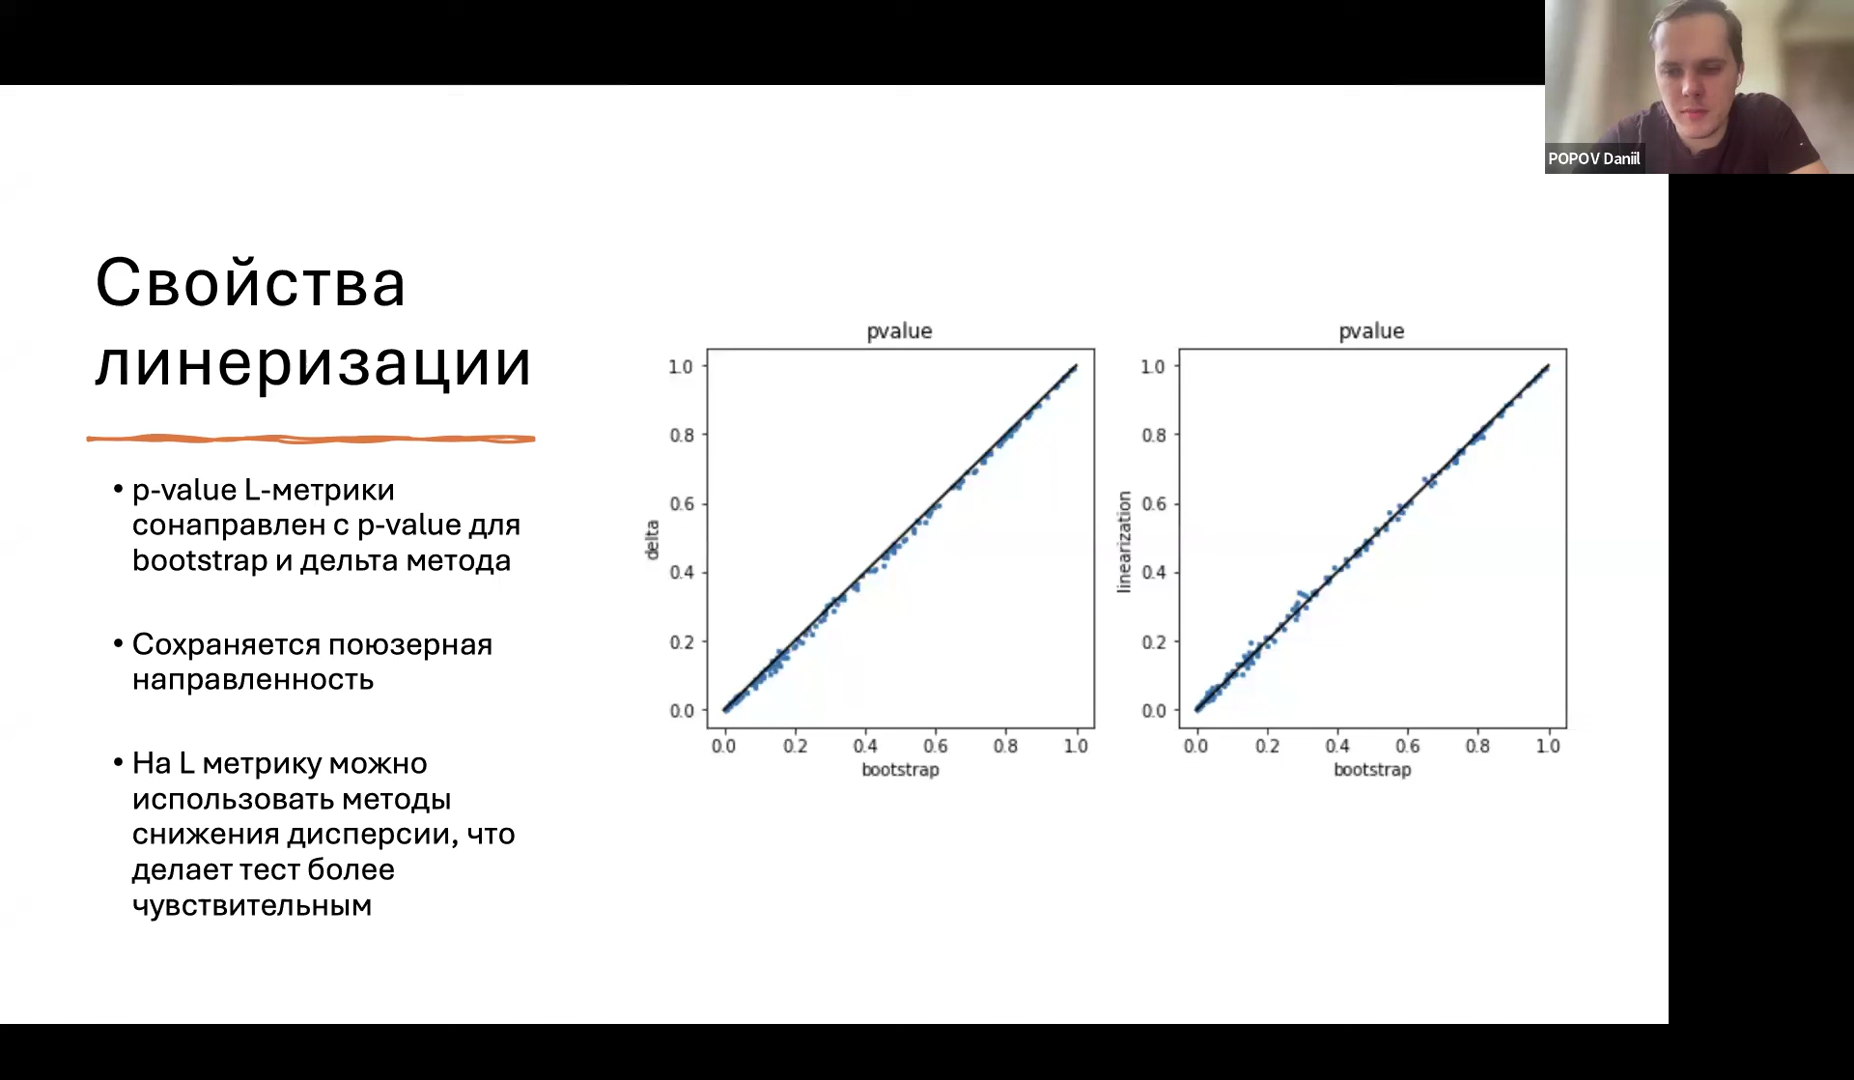 POPOV Daniil
Свойства
линеризации
• p-value L-метрики
сонаправлен с p-value для
bootstrap и дельта метода
• Сохраняется поюзерная
направленность
• На L метрику можно
использовать методы
снижения дисперсии, что
делает тест более
чувствительным
pvalue
1.0
0.8
0.6
0.4
0.2
0.0
delta
0.0 0.2 0.4 0.6 0.8 1.0
bootstrap
pvalue
1.0
0.8
0.6
0.4
0.2
0.0
linearization
0.0 0.2 0.4 0.6 0.8 1.0
bootstrap